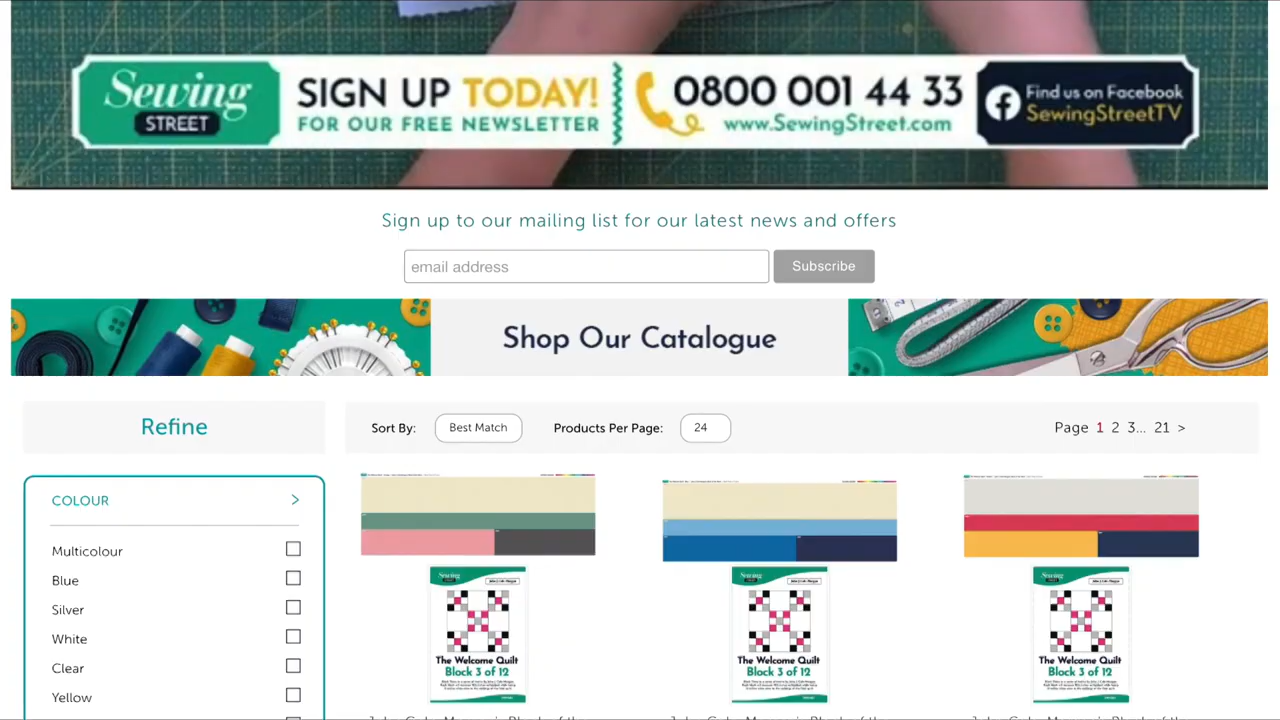 Sewing
STREET
SIGN UP TODAY!
FOR OUR FREE NEWSLETTER
0800 001 44 33
www.SewingStreet.com
Find us on Facebook
SewingStreetTV
Sign up to our mailing list for our latest news and offers
email address
Subscribe
Shop Our Catalogue
Refine
Sort By:
Best Match
Products Per Page:
24
Page 1 2 3... 21 >
COLOUR >
Multicolour
Blue
Silver
White
Clear
Sewing
The Welcome Quilt
Block 3 of 12
Sewing
The Welcome Quilt
Block 3 of 12
Sewing
The Welcome Quilt
Block 3 of 12